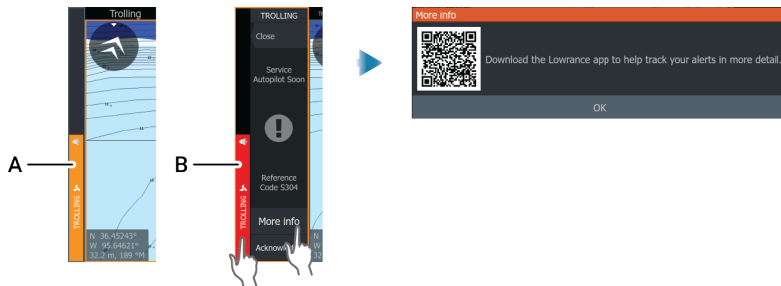 Trolling
A
TROLLING
N 36.45243°
W 95.64621°
32.2 m, 189 °M
B
TROLLING
TROLLING
Close
Service
Autopilot Soon
Reference
Code S304
More info
N
W
32
More info
Download the Lowrance app to help track your alerts in more detail.
OK